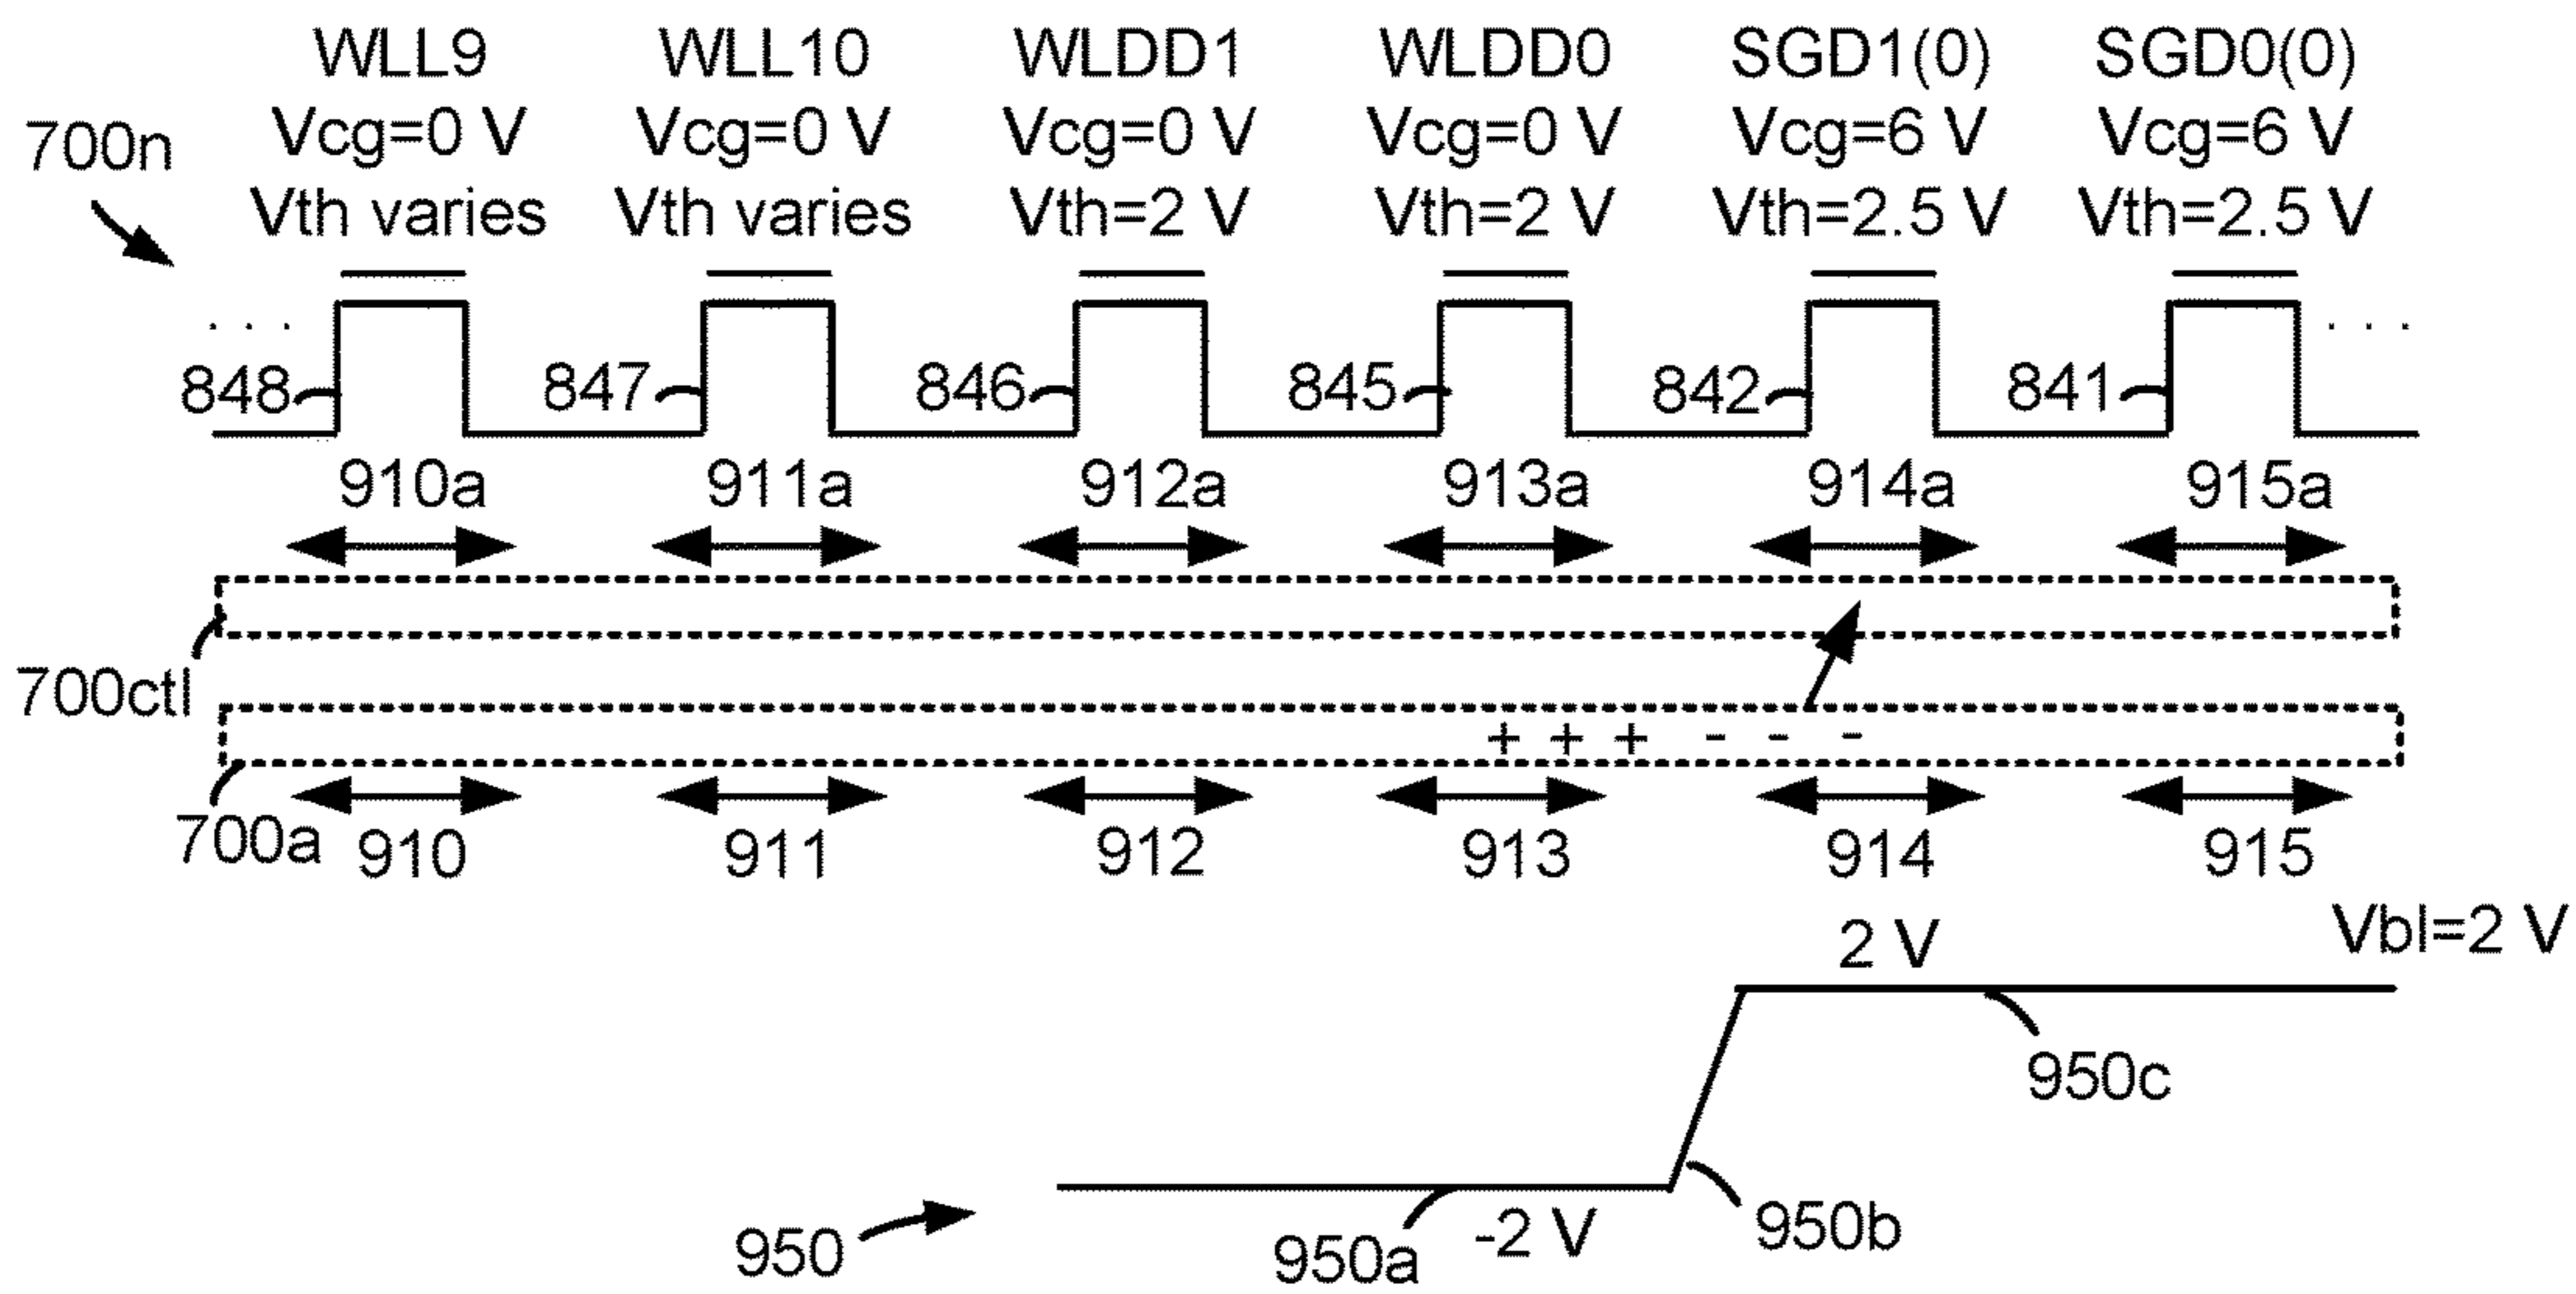 WLL9 WLL10 WLDD1 WLDD0 SGD1(0) SGD0(0)
Vcg=0 V Vcg=0 V Vcg=0 V Vcg=0 V Vcg=6 V Vcg=6 V
700n
Vth varies Vth varies Vth=2 V Vth=2 V Vth=2.5 V Vth=2.5 V
. . . . . .
848 847 846 845 842 841
910a 911a 912a 913a 914a 915a
700ctl
+ + + - - -
700a 910 911 912 913 914 915
2 V Vbl=2 V
950c
950 950a -2 V 950b